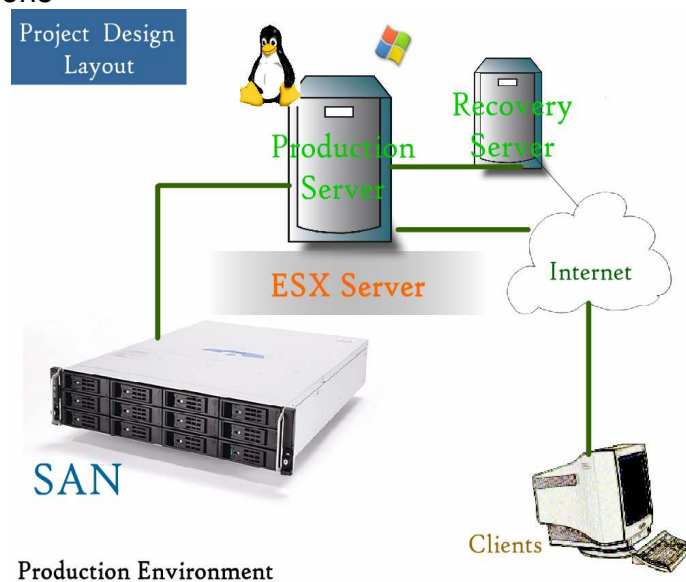 Project Design
Layout
Production
Server
Recovery
Server
ESX Server
Internet
SAN
Clients
Production Environment